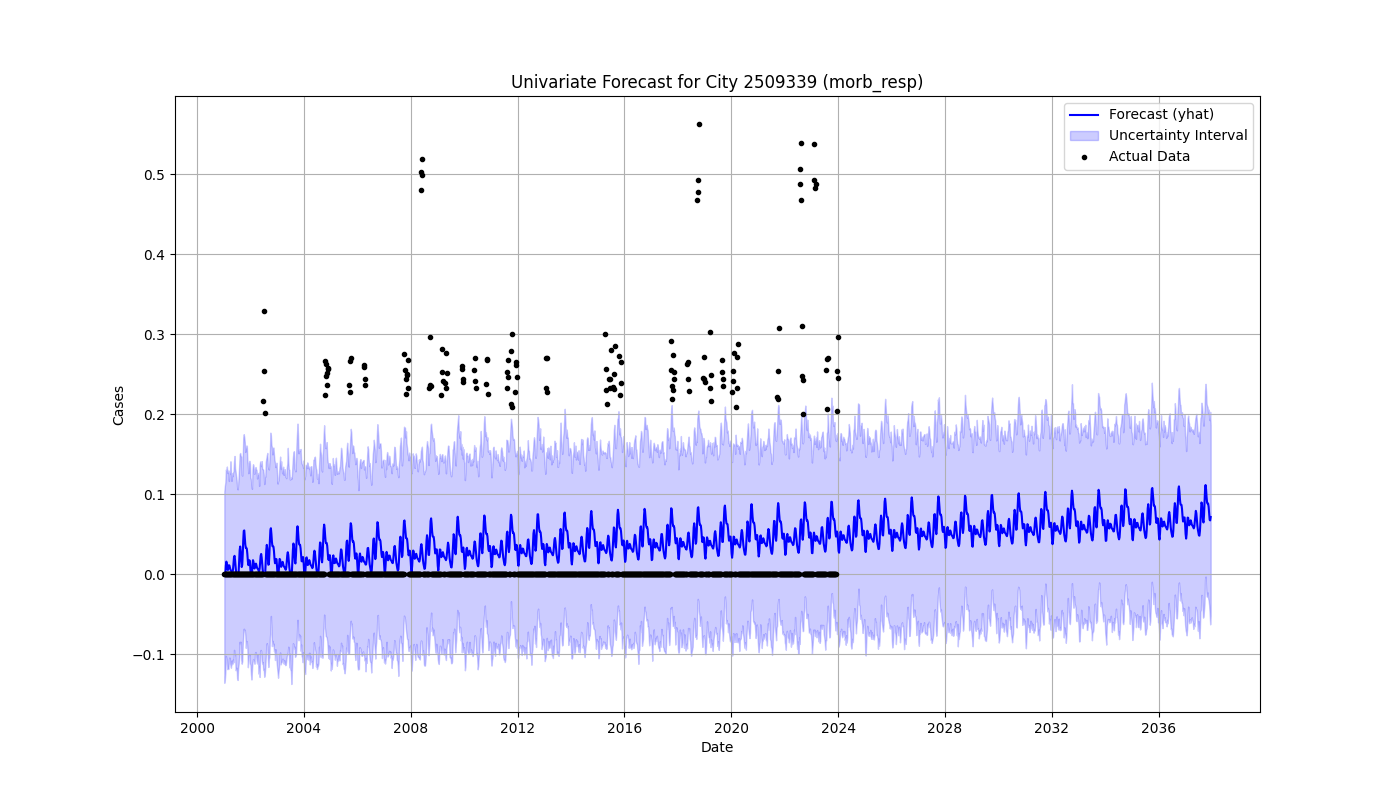 Univariate Forecast for City 2509339 (morb_resp)
Forecast (yhat)
Uncertainty Interval
Actual Data
Cases
0.5
0.4
0.3
0.2
0.1
0.0
−0.1
2000 2004 2008 2012 2016 2020 2024 2028 2032 2036
Date